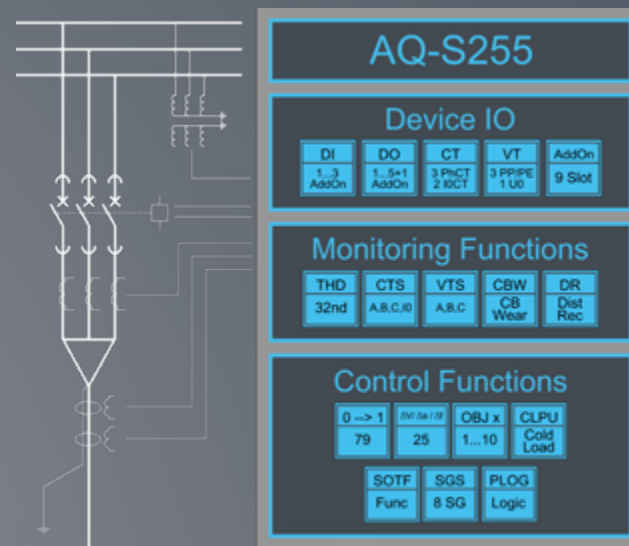 AQ-S255
Device IO
DI DO CT VT AddOn
1...3 AddOn 1...5+1 AddOn 3 PhCT 2 I0CT 3 PP/PE 1 U0 9 Slot
Monitoring Functions
THD CTS VTS CBW DR
32nd A,B,C,I0 A,B,C CB Wear Dist Rec
Control Functions
0 --> 1 OBJ x CLPU
79 25 1...10 Cold Load
SOTF SGS PLOG
Func 8 SG Logic